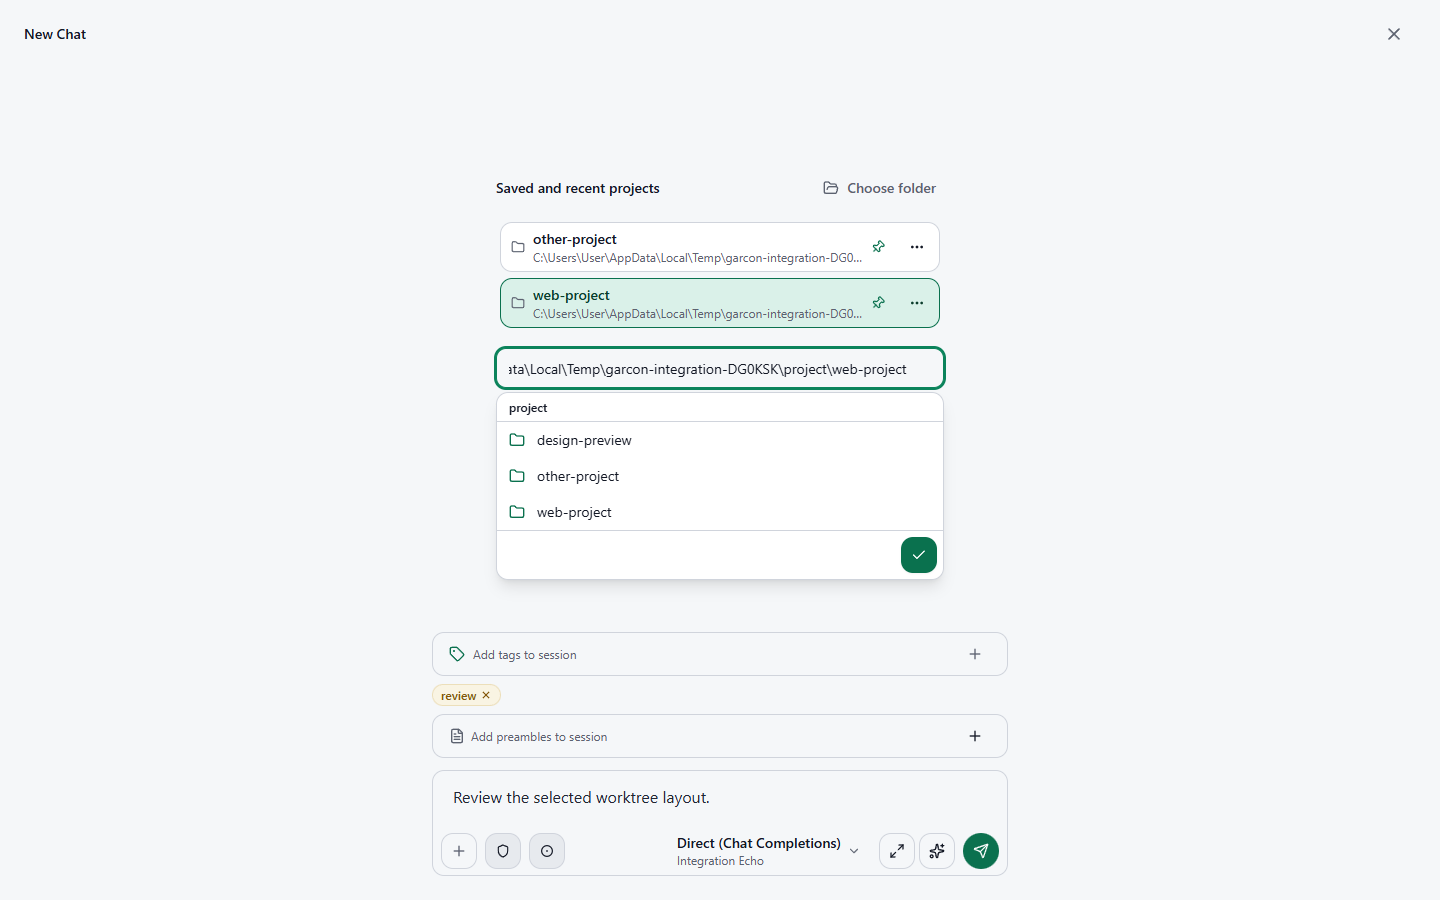 New Chat
Saved and recent projects
Choose folder
other-project
C:\Users\User\AppData\Local\Temp\garcon-integration-DG0...
web-project
C:\Users\User\AppData\Local\Temp\garcon-integration-DG0...
ata\Local\Temp\garcon-integration-DG0KSK\project\web-project
project
design-preview
other-project
web-project
Add tags to session
review
Add preambles to session
Review the selected worktree layout.
Direct (Chat Completions)
Integration Echo